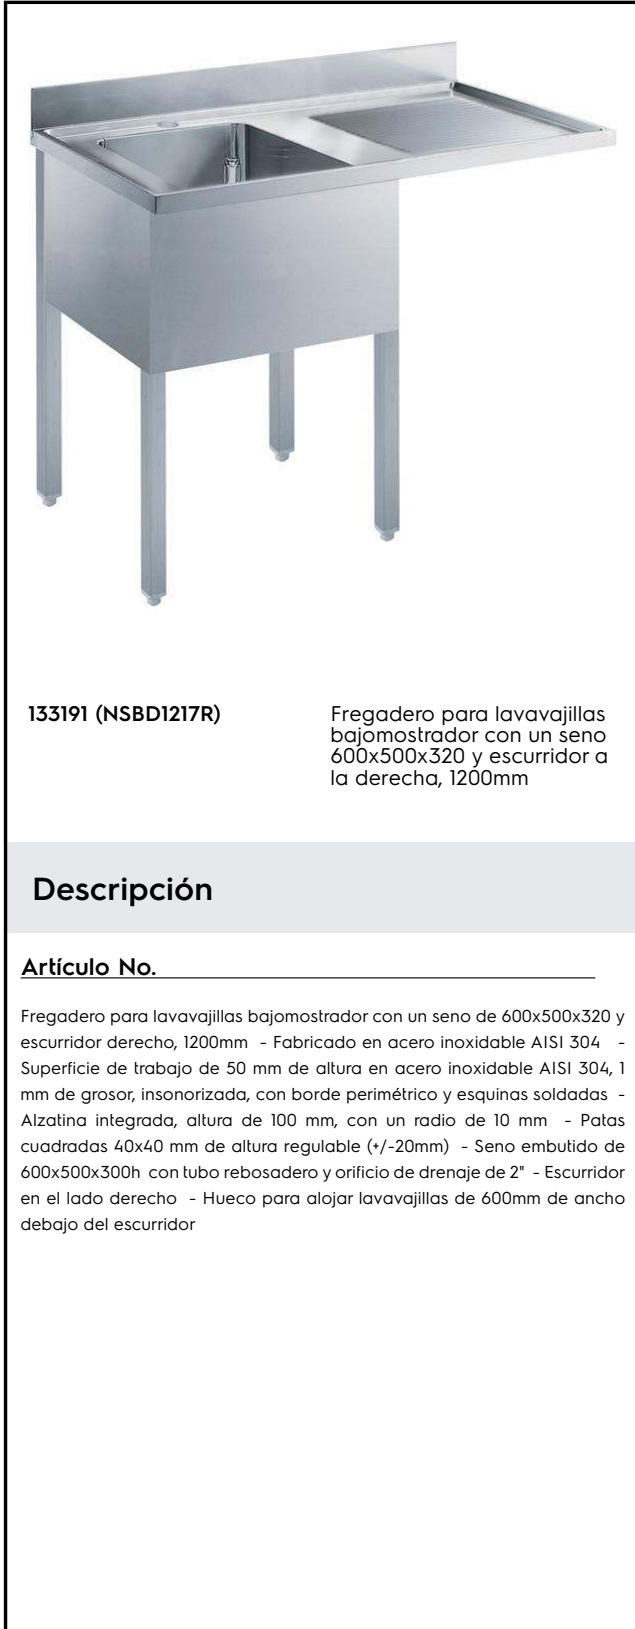 133191 (NSBD1217R)
Fregadero para lavavajillas
bajomostrador con un seno
600x500x320 y escurridor a
la derecha, 1200mm
Descripción
Artículo No.
Fregadero para lavavajillas bajomostrador con un seno de 600x500x320 y
escurridor derecho, 1200mm - Fabricado en acero inoxidable AISI 304 -
Superficie de trabajo de 50 mm de altura en acero inoxidable AISI 304, 1
mm de grosor, insonorizada, con borde perimétrico y esquinas soldadas -
Alzatina integrada, altura de 100 mm, con un radio de 10 mm - Patas
cuadradas 40x40 mm de altura regulable (+/-20mm) - Seno embutido de
600x500x300h con tubo rebosadero y orificio de drenaje de 2" - Escurridor
en el lado derecho - Hueco para alojar lavavajillas de 600mm de ancho
debajo del escurridor